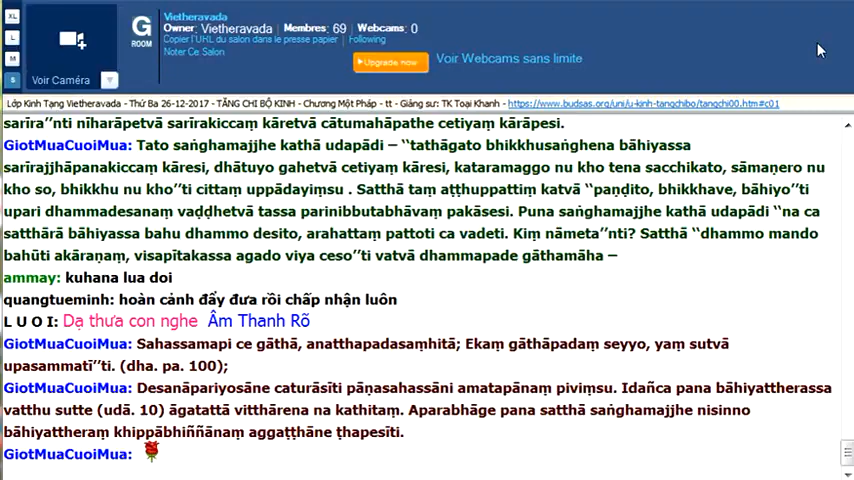 XL
L
M
S
Voir Caméra
G
ROOM
Vietheravada
Owner: Vietheravada Membres: 69 Webcams: 0
Copier l'URL du salon dans le presse papier | Following
Noter Ce Salon
Upgrade now
Voir Webcams sans limite
Lớp Kinh Tạng Vietheravada - Thứ Ba 26-12-2017 - TĂNG CHI BỘ KINH - Chương Một Pháp - tt - Giảng sư: TK Toại Khanh - https://www.budsas.org/uni/u-kinh-tangchibo/tangchi00.htm#c01
sarīra’’nti nīharāpetvā sarīrakiccaṃ kāretvā cātumahāpathe cetiyaṃ kārāpesi.
GiotMuaCuoiMua: Tato saṅghamajjhe kathā udapādi – ‘‘tathāgato bhikkhusaṅghena bāhiyassa
sarīrajjhāpanakiccaṃ kāresi, dhātuyo gahetvā cetiyaṃ kāresi, kataramaggo nu kho tena sacchikato, sāmaṇero nu
kho so, bhikkhu nu kho’’ti cittaṃ uppādayiṃsu . Satthā taṃ aṭṭhuppattiṃ katvā ‘‘paṇḍito, bhikkhave, bāhiyo’’ti
upari dhammadesanaṃ vaḍḍhetvā tassa parinibbutabhāvaṃ pakāsesi. Puna saṅghamajjhe kathā udapādi ‘‘na ca
satthārā bāhiyassa bahu dhammo desito, arahattaṃ pattoti ca vadeti. Kiṃ nāmeta’’nti? Satthā ‘‘dhammo mando
bahūti akāraṇaṃ, visapītakassa agado viya ceso’’ti vatvā dhammapade gāthamāha –
ammay: kuhana lua doi
quangtueminh: hoàn cảnh đẩy đưa rồi chấp nhận luôn
L U O I: Dạ thưa con nghe Âm Thanh Rõ
GiotMuaCuoiMua: Sahassamapi ce gāthā, anatthapadasaṃhitā; Ekaṃ gāthāpadaṃ seyyo, yaṃ sutvā
upasammatī’’ti. (dha. pa. 100);
GiotMuaCuoiMua: Desanāpariyosāne caturāsīti pāṇasahassāni amatapānaṃ piviṃsu. Idañca pana bāhiyattherassa
vatthu sutte (udā. 10) āgatattā vitthārena na kathitaṃ. Aparabhāge pana satthā saṅghamajjhe nisinno
bāhiyattheraṃ khippābhiññānaṃ aggaṭṭhāne ṭhapesīti.
GiotMuaCuoiMua: